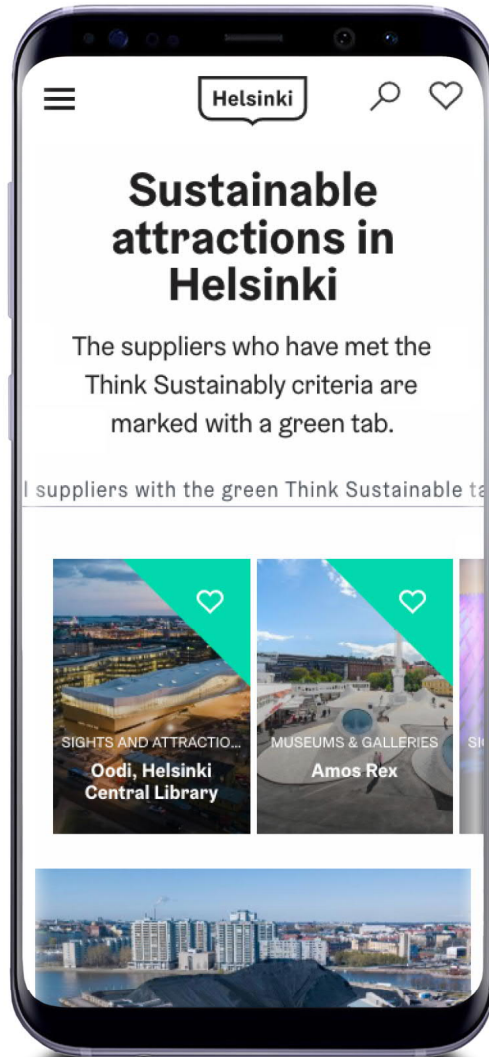 Helsinki
Sustainable
attractions in
Helsinki
The suppliers who have met the
Think Sustainably criteria are
marked with a green tab.
suppliers with the green Think Sustainable
SIGHTS AND ATTRACTIO...
Oodi, Helsinki
Central Library
MUSEUMS & GALLERIES
Amos Rex